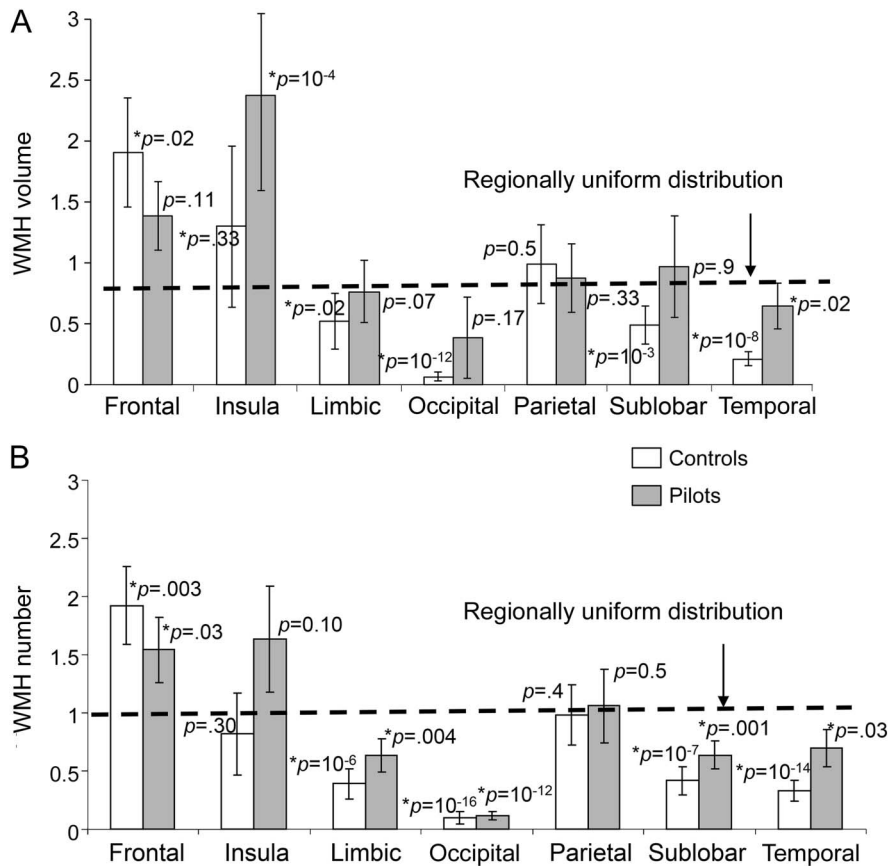 A
WMH volume
3
2.5
2
1.5
1
0.5
0
*p=.02
p=.11
*p=.33
*p=10-4
*p=.02
p=.07
*p=10-12
p=.17
p=0.5
p=.33
*p=10-3
p=.9
*p=10-8
*p=.02
Regionally uniform distribution
Frontal Insula Limbic Occipital Parietal Sublobar Temporal
B
Controls
Pilots
WMH number
3
2.5
2
1.5
1
0.5
0
*p=.003
*p=.03
p=.30
p=0.10
*p=10-6
*p=.004
*p=10-16
*p=10-12
p=.4
p=0.5
*p=10-7
*p=.001
*p=10-14
*p=.03
Regionally uniform distribution
Frontal Insula Limbic Occipital Parietal Sublobar Temporal